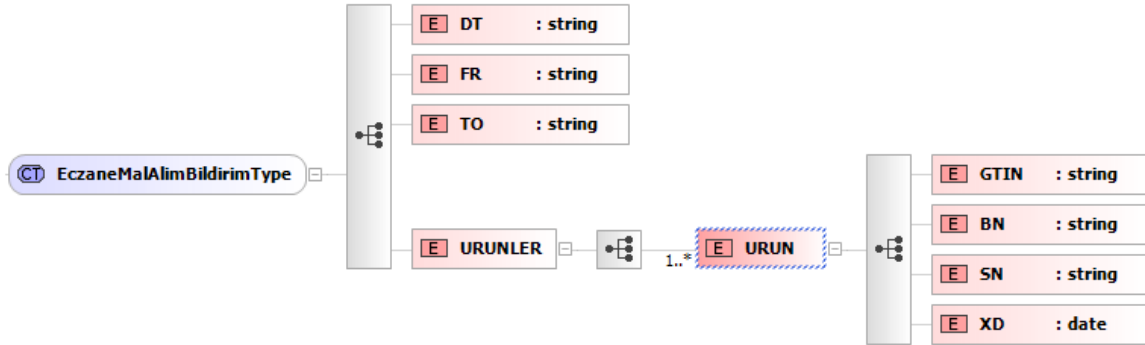 E DT : string
E FR : string
E TO : string
CT EczaneMalAlimBildirimType
E URUNLER
1..*
E URUN
E GTIN : string
E BN : string
E SN : string
E XD : date